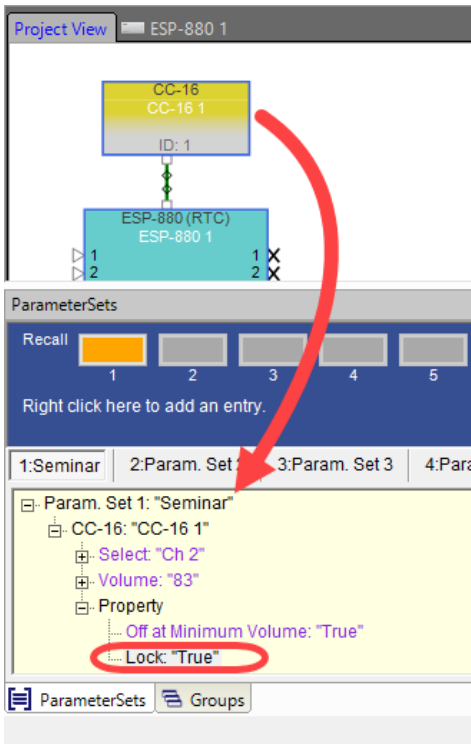 Project View ESP-880 1
CC-16
CC-16 1
ID: 1
ESP-880 (RTC)
ESP-880 1
1 1
2 2
ParameterSets
Recall
1 2 3 4 5
Right click here to add an entry.
1:Seminar 2:Param. Set 3:Param. Set 3 4:Para
Param. Set 1: "Seminar"
CC-16: "CC-16 1"
Select: "Ch 2"
Volume: "83"
Property
Off at Minimum Volume: "True"
Lock: "True"
ParameterSets Groups